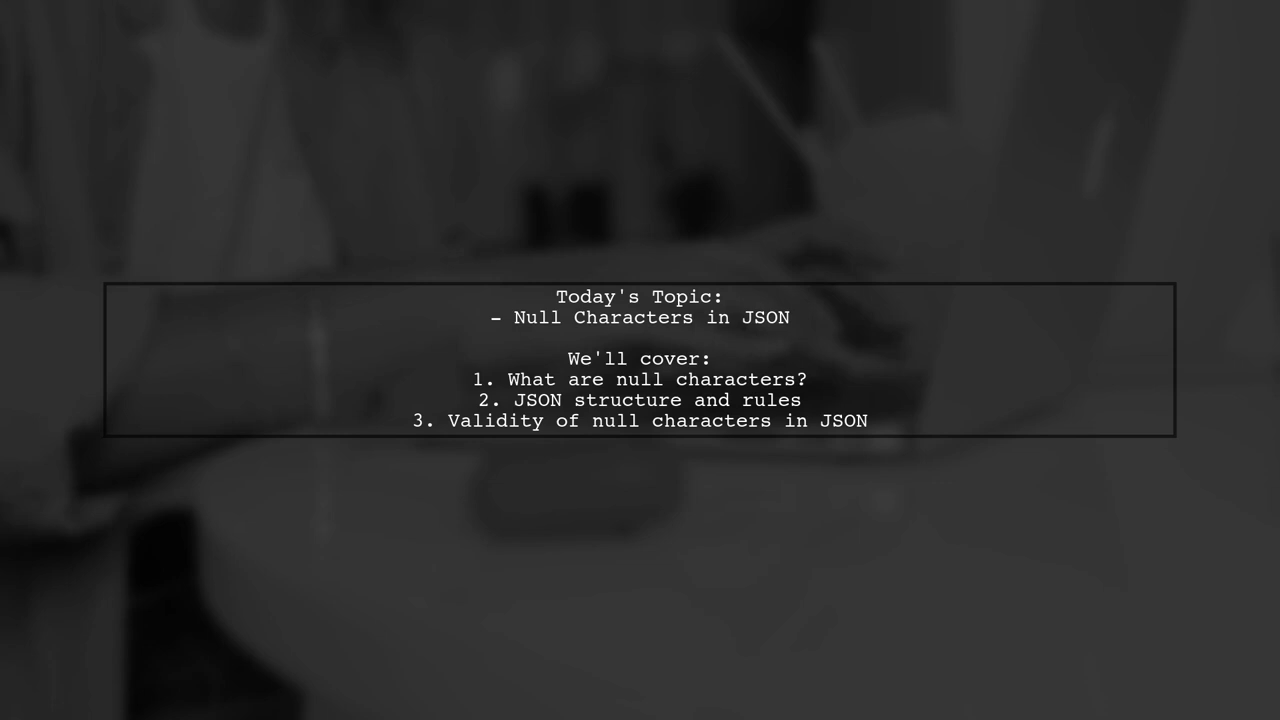 Today's Topic:
– Null Characters in JSON
We'll cover:
1. What are null characters?
2. JSON structure and rules
3. Validity of null characters in JSON